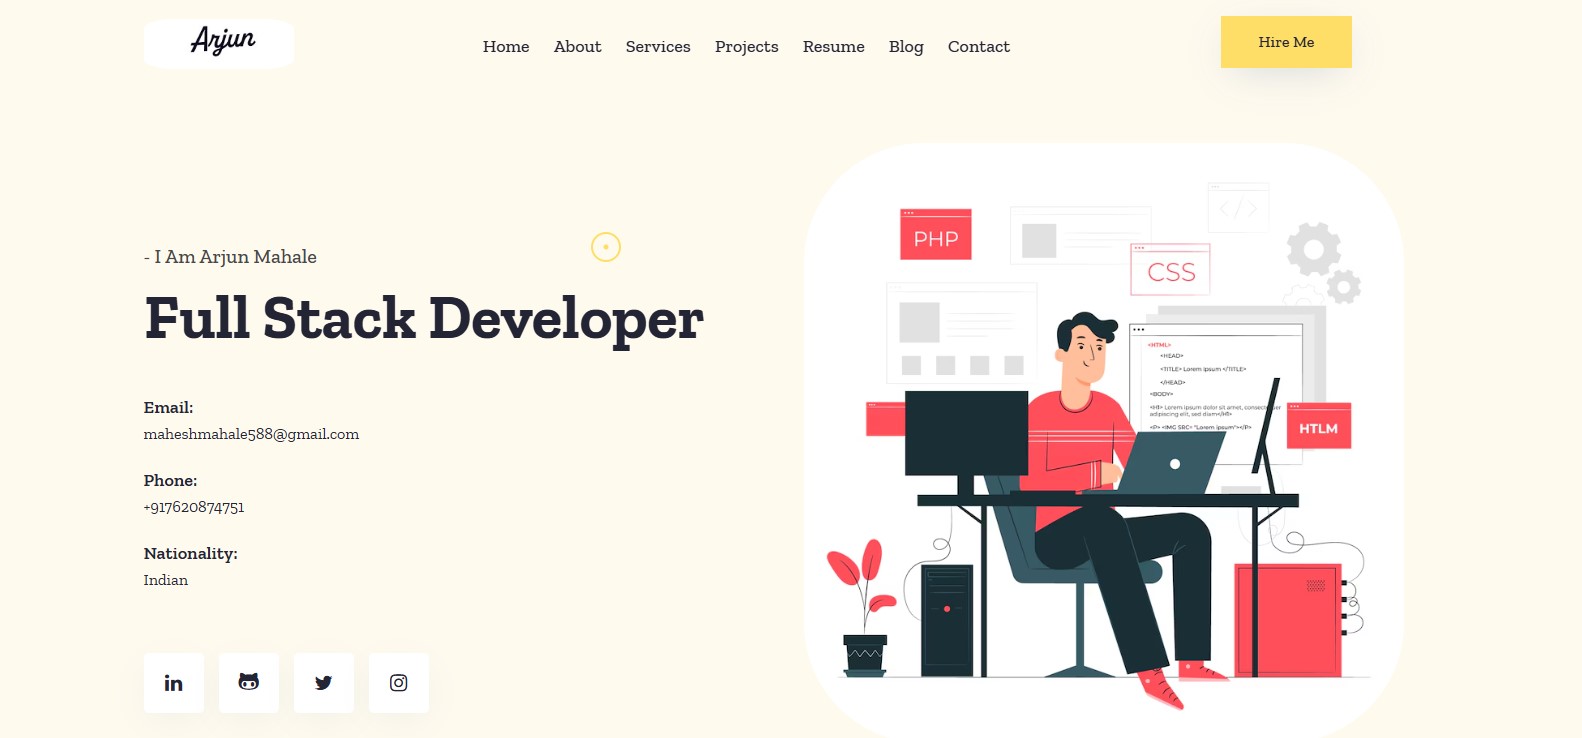 Arjun
Home About Services Projects Resume Blog Contact
Hire Me
- I Am Arjun Mahale
Full Stack Developer
Email:
maheshmahale588@gmail.com
Phone:
+917620874751
Nationality:
Indian
in
PHP
</>
CSS
<HTML>
<HEAD>
<TITLE> Lorem ipsum </TITLE>
</HEAD>
<BODY>
<H1> Lorem ipsum dolor sit amet, consectetuer
adipiscing elit, sed diam</H1>
<P> <IMG SRC= "Lorem ipsum"></P>
HTLM